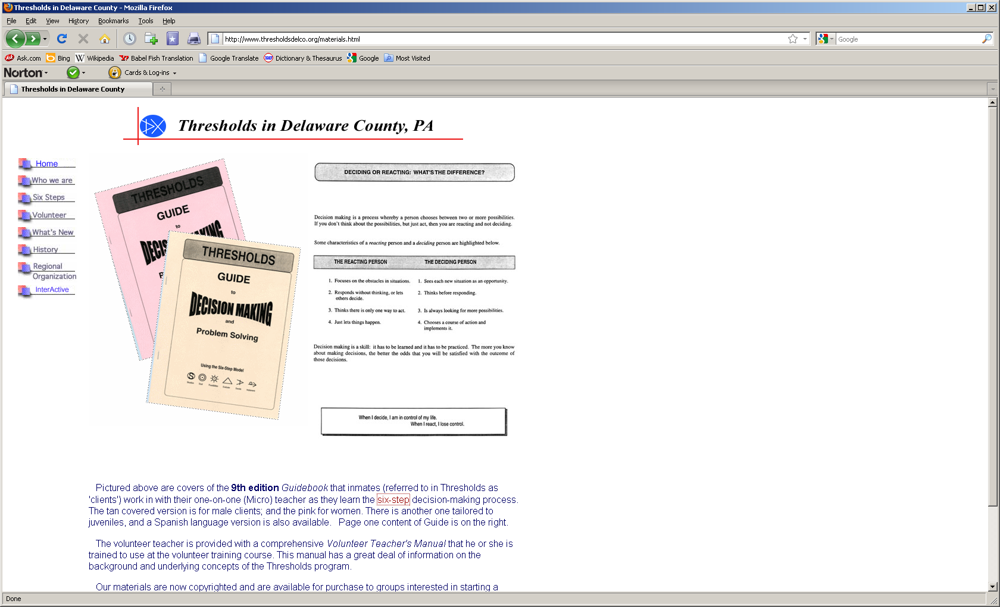 Thresholds in Delaware County - Mozilla Firefox
File Edit View History Bookmarks Tools Help
http://www.thresholdsdelco.org/materials.html
Google
Ask.com Bing Wikipedia Babel Fish Translation Google Translate Dictionary & Thesaurus Google Most Visited
Norton Cards & Log-ins
Thresholds in Delaware County
Thresholds in Delaware County, PA
Home
Who we are
Six Steps
Volunteer
What's New
History
Regional
Organization
InterActive
THRESHOLDS
GUIDE
to
THRESHOLDS
GUIDE
to
DECISION MAKING
and
Problem Solving
Using the Six-Step Model
DECIDING OR REACTING: WHAT'S THE DIFFERENCE?
Decision making is a process whereby a person chooses between two or more possibilities.
If you don't think about the possibilities, but just act, then you are reacting and not deciding.
Some characteristics of a reacting person and a deciding person are highlighted below.
THE REACTING PERSON THE DECIDING PERSON
1. Focuses on the obstacles in situations. 1. Sees each new situation as an opportunity.
2. Responds without thinking, or lets 2. Thinks before responding.
others decide.
3. Thinks there is only one way to act. 3. Is always looking for more possibilities.
4. Just lets things happen. 4. Chooses a course of action and
implements it.
Decision making is a skill: it has to be learned and it has to be practiced. The more you know
about making decisions, the better the odds that you will be satisfied with the outcome of
those decisions.
When I decide, I am in control of my life.
When I react, I lose control.
Pictured above are covers of the 9th edition Guidebook that inmates (referred to in Thresholds as
'clients') work in with their one-on-one (Micro) teacher as they learn the six-step decision-making process.
The tan covered version is for male clients; and the pink for women. There is another one tailored to
juveniles, and a Spanish language version is also available. Page one content of Guide is on the right.
The volunteer teacher is provided with a comprehensive Volunteer Teacher's Manual that he or she is
trained to use at the volunteer training course. This manual has a great deal of information on the
background and underlying concepts of the Thresholds program.
Our materials are now copyrighted and are available for purchase to groups interested in starting a
Done